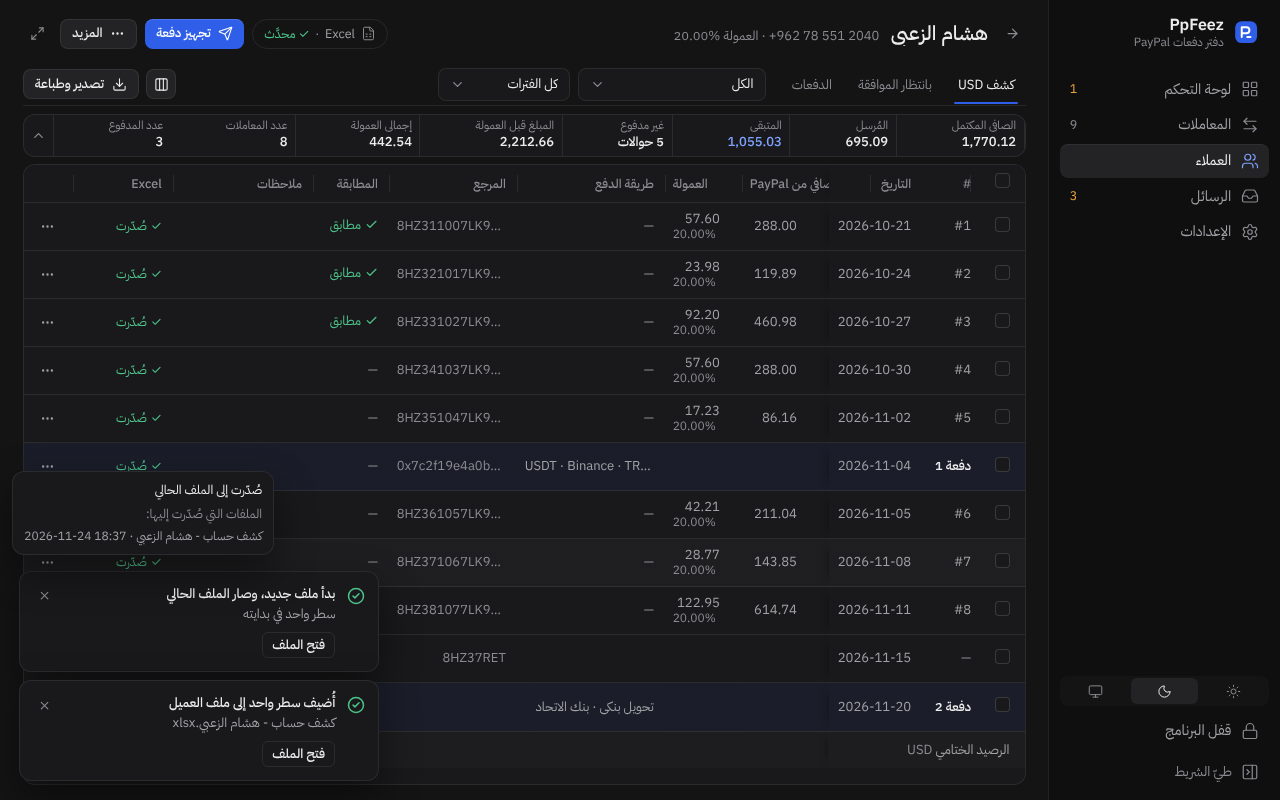 PpFeez
دفتر دفعات PayPal
لوحة التحكم 1
المعاملات 9
العملاء
الرسائل 3
الإعدادات
قفل البرنامج
طيّ الشريط
هشام الزعبي
+962 78 551 2040 · العمولة 20.00%
Excel · محدَّث
تجهيز دفعة
المزيد
كشف USD
بانتظار الموافقة
الدفعات
الكل
كل الفترات
تصدير وطباعة
الصافي المكتمل
1,770.12
المُرسل
695.09
المتبقي
1,055.03
غير مدفوع
5 حوالات
المبلغ قبل العمولة
2,212.66
إجمالي العمولة
442.54
عدد المعاملات
8
عدد المدفوع
3
# التاريخ صافي من PayPal العمولة طريقة الدفع المرجع المطابقة ملاحظات Excel
#1 2026-10-21 288.00 57.60 20.00% — 8HZ311007LK9... مطابق صُدّرت
#2 2026-10-24 119.89 23.98 20.00% — 8HZ321017LK9... مطابق صُدّرت
#3 2026-10-27 460.98 92.20 20.00% — 8HZ331027LK9... مطابق صُدّرت
#4 2026-10-30 288.00 57.60 20.00% — 8HZ341037LK9... — صُدّرت
#5 2026-11-02 86.16 17.23 20.00% — 8HZ351047LK9... — صُدّرت
دفعة 1 2026-11-04 USDT · Binance · TR... 0x7c2f19e4a0b... — صُدّرت
#6 2026-11-05 211.04 42.21 20.00% — 8HZ361057LK9... —
#7 2026-11-08 143.85 28.77 20.00% — 8HZ371067LK9... — صُدّرت
#8 2026-11-11 614.74 122.95 20.00% — 8HZ381077LK9...
— 2026-11-15 8HZ37RET
دفعة 2 2026-11-20 تحويل بنكي · بنك الاتحاد
الرصيد الختامي USD
صُدّرت إلى الملف الحالي
الملفات التي صُدّرت إليها:
كشف حساب - هشام الزعبي · 2026-11-24 18:37
بدأ ملف جديد، وصار الملف الحالي
سطر واحد في بدايته
فتح الملف
أُضيف سطر واحد إلى ملف العميل
كشف حساب - هشام الزعبي.xlsx
فتح الملف